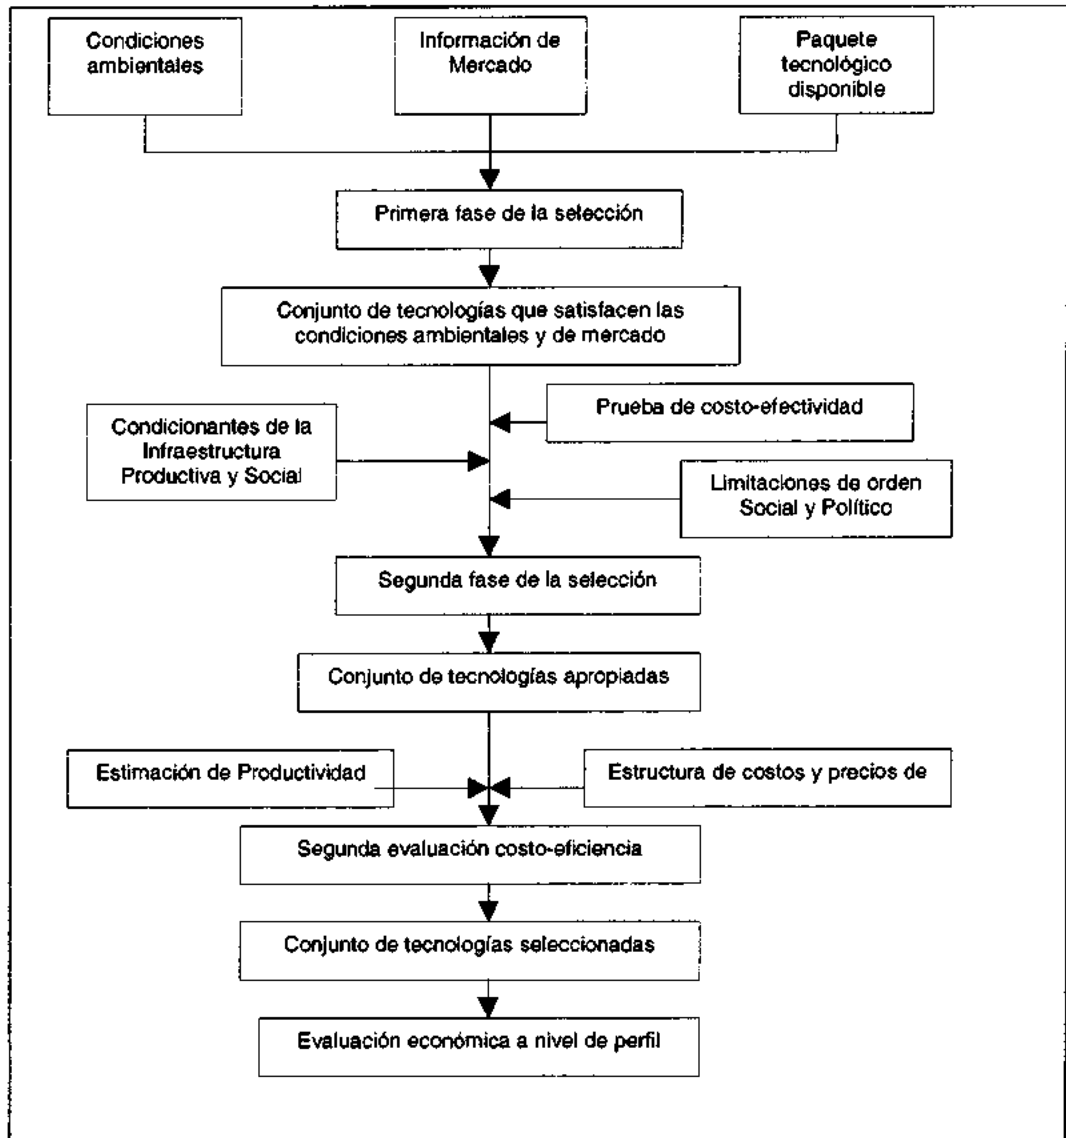 Condiciones
ambientales
Información de
Mercado
Paquete
tecnológico
disponible
Primera fase de la selección
Conjunto de tecnologías que satisfacen las
condiciones ambientales y de mercado
Prueba de costo-efectividad
Condicionantes de la
Infraestructura
Productiva y Social
Limitaciones de orden
Social y Político
Segunda fase de la selección
Conjunto de tecnologías apropiadas
Estimación de Productividad
Estructura de costos y precios de
Segunda evaluación costo-eficiencia
Conjunto de tecnologías seleccionadas
Evaluación económica a nivel de perfil